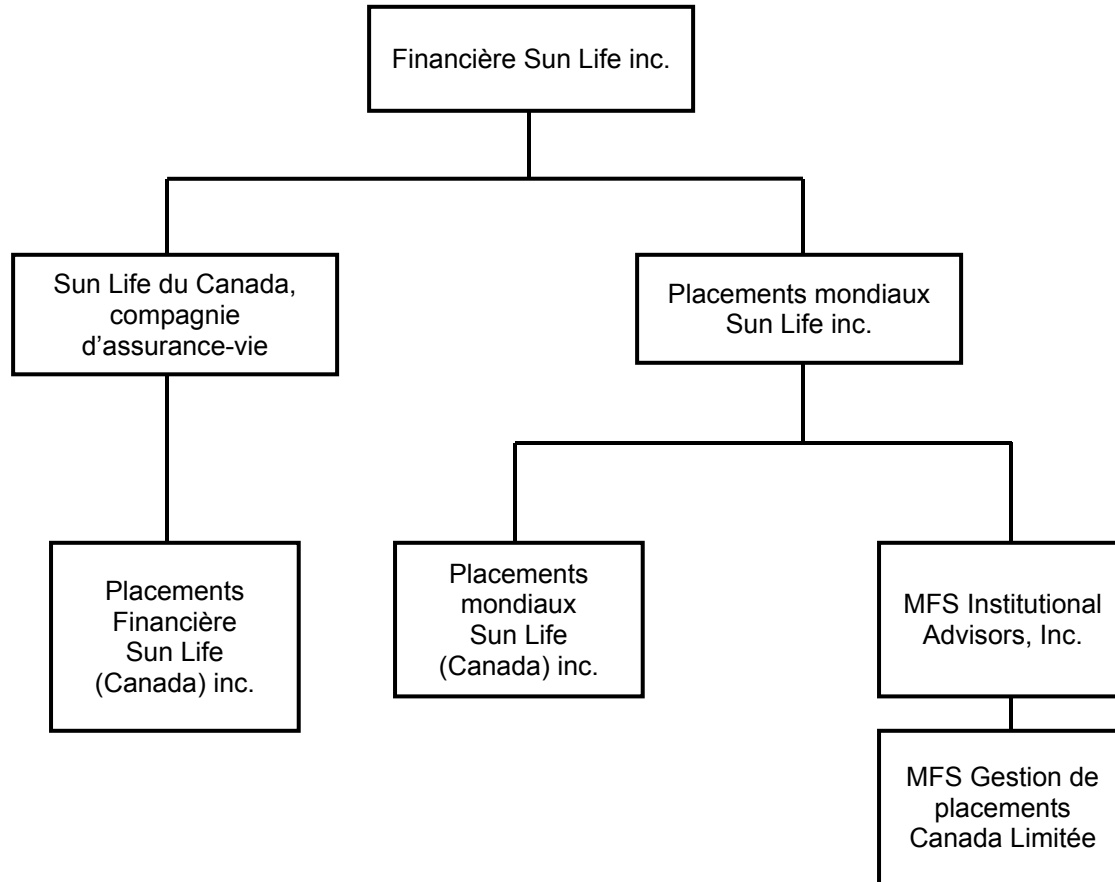 Financière Sun Life inc.
Sun Life du Canada,
compagnie
d’assurance-vie
Placements mondiaux
Sun Life inc.
Placements
Financière
Sun Life
(Canada) inc.
Placements
mondiaux
Sun Life
(Canada) inc.
MFS Institutional
Advisors, Inc.
MFS Gestion de
placements
Canada Limitée